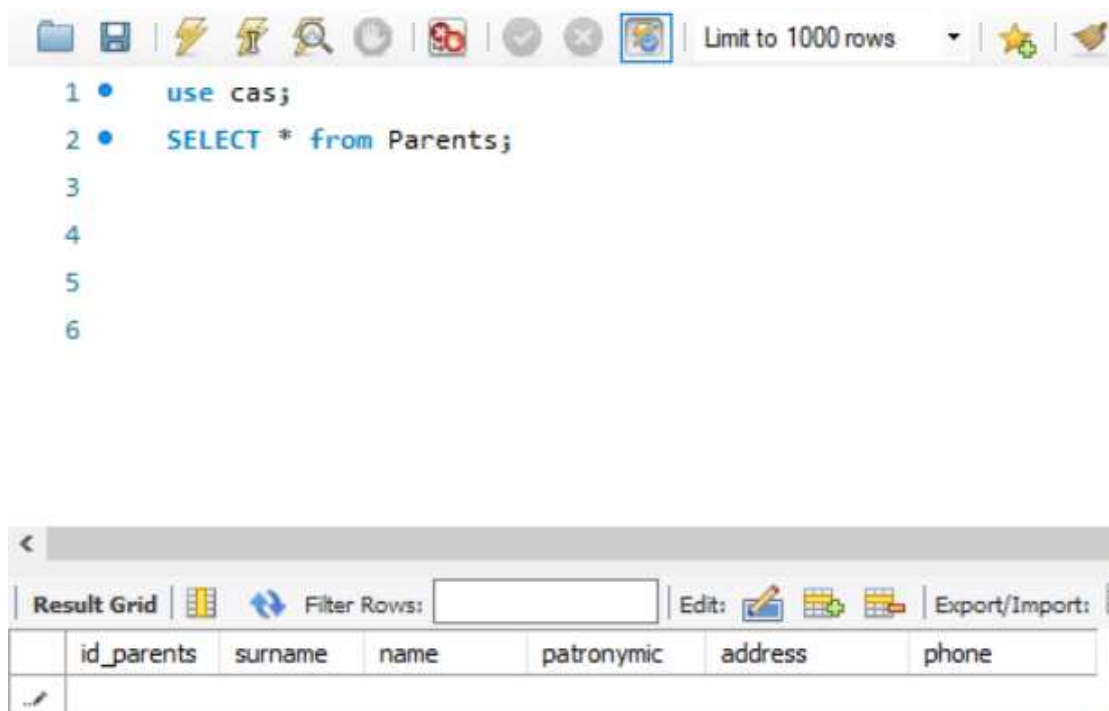 Limit to 1000 rows
1 use cas;
2 SELECT * from Parents;
3
4
5
6
Result Grid Filter Rows: Edit: Export/Import:
id_parents surname name patronymic address phone